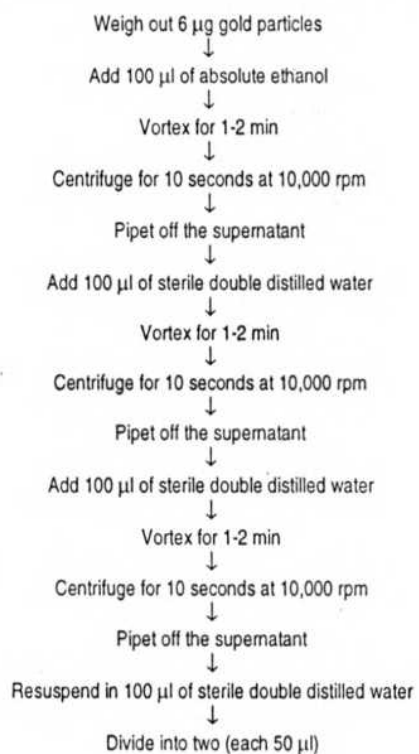 Weigh out 6 µg gold particles
↓
Add 100 µl of absolute ethanol
↓
Vortex for 1-2 min
↓
Centrifuge for 10 seconds at 10,000 rpm
↓
Pipet off the supernatant
↓
Add 100 µl of sterile double distilled water
↓
Vortex for 1-2 min
↓
Centrifuge for 10 seconds at 10,000 rpm
↓
Pipet off the supernatant
↓
Add 100 µl of sterile double distilled water
↓
Vortex for 1-2 min
↓
Centrifuge for 10 seconds at 10,000 rpm
↓
Pipet off the supernatant
↓
Resuspend in 100 µl of sterile double distilled water
↓
Divide into two (each 50 µl)